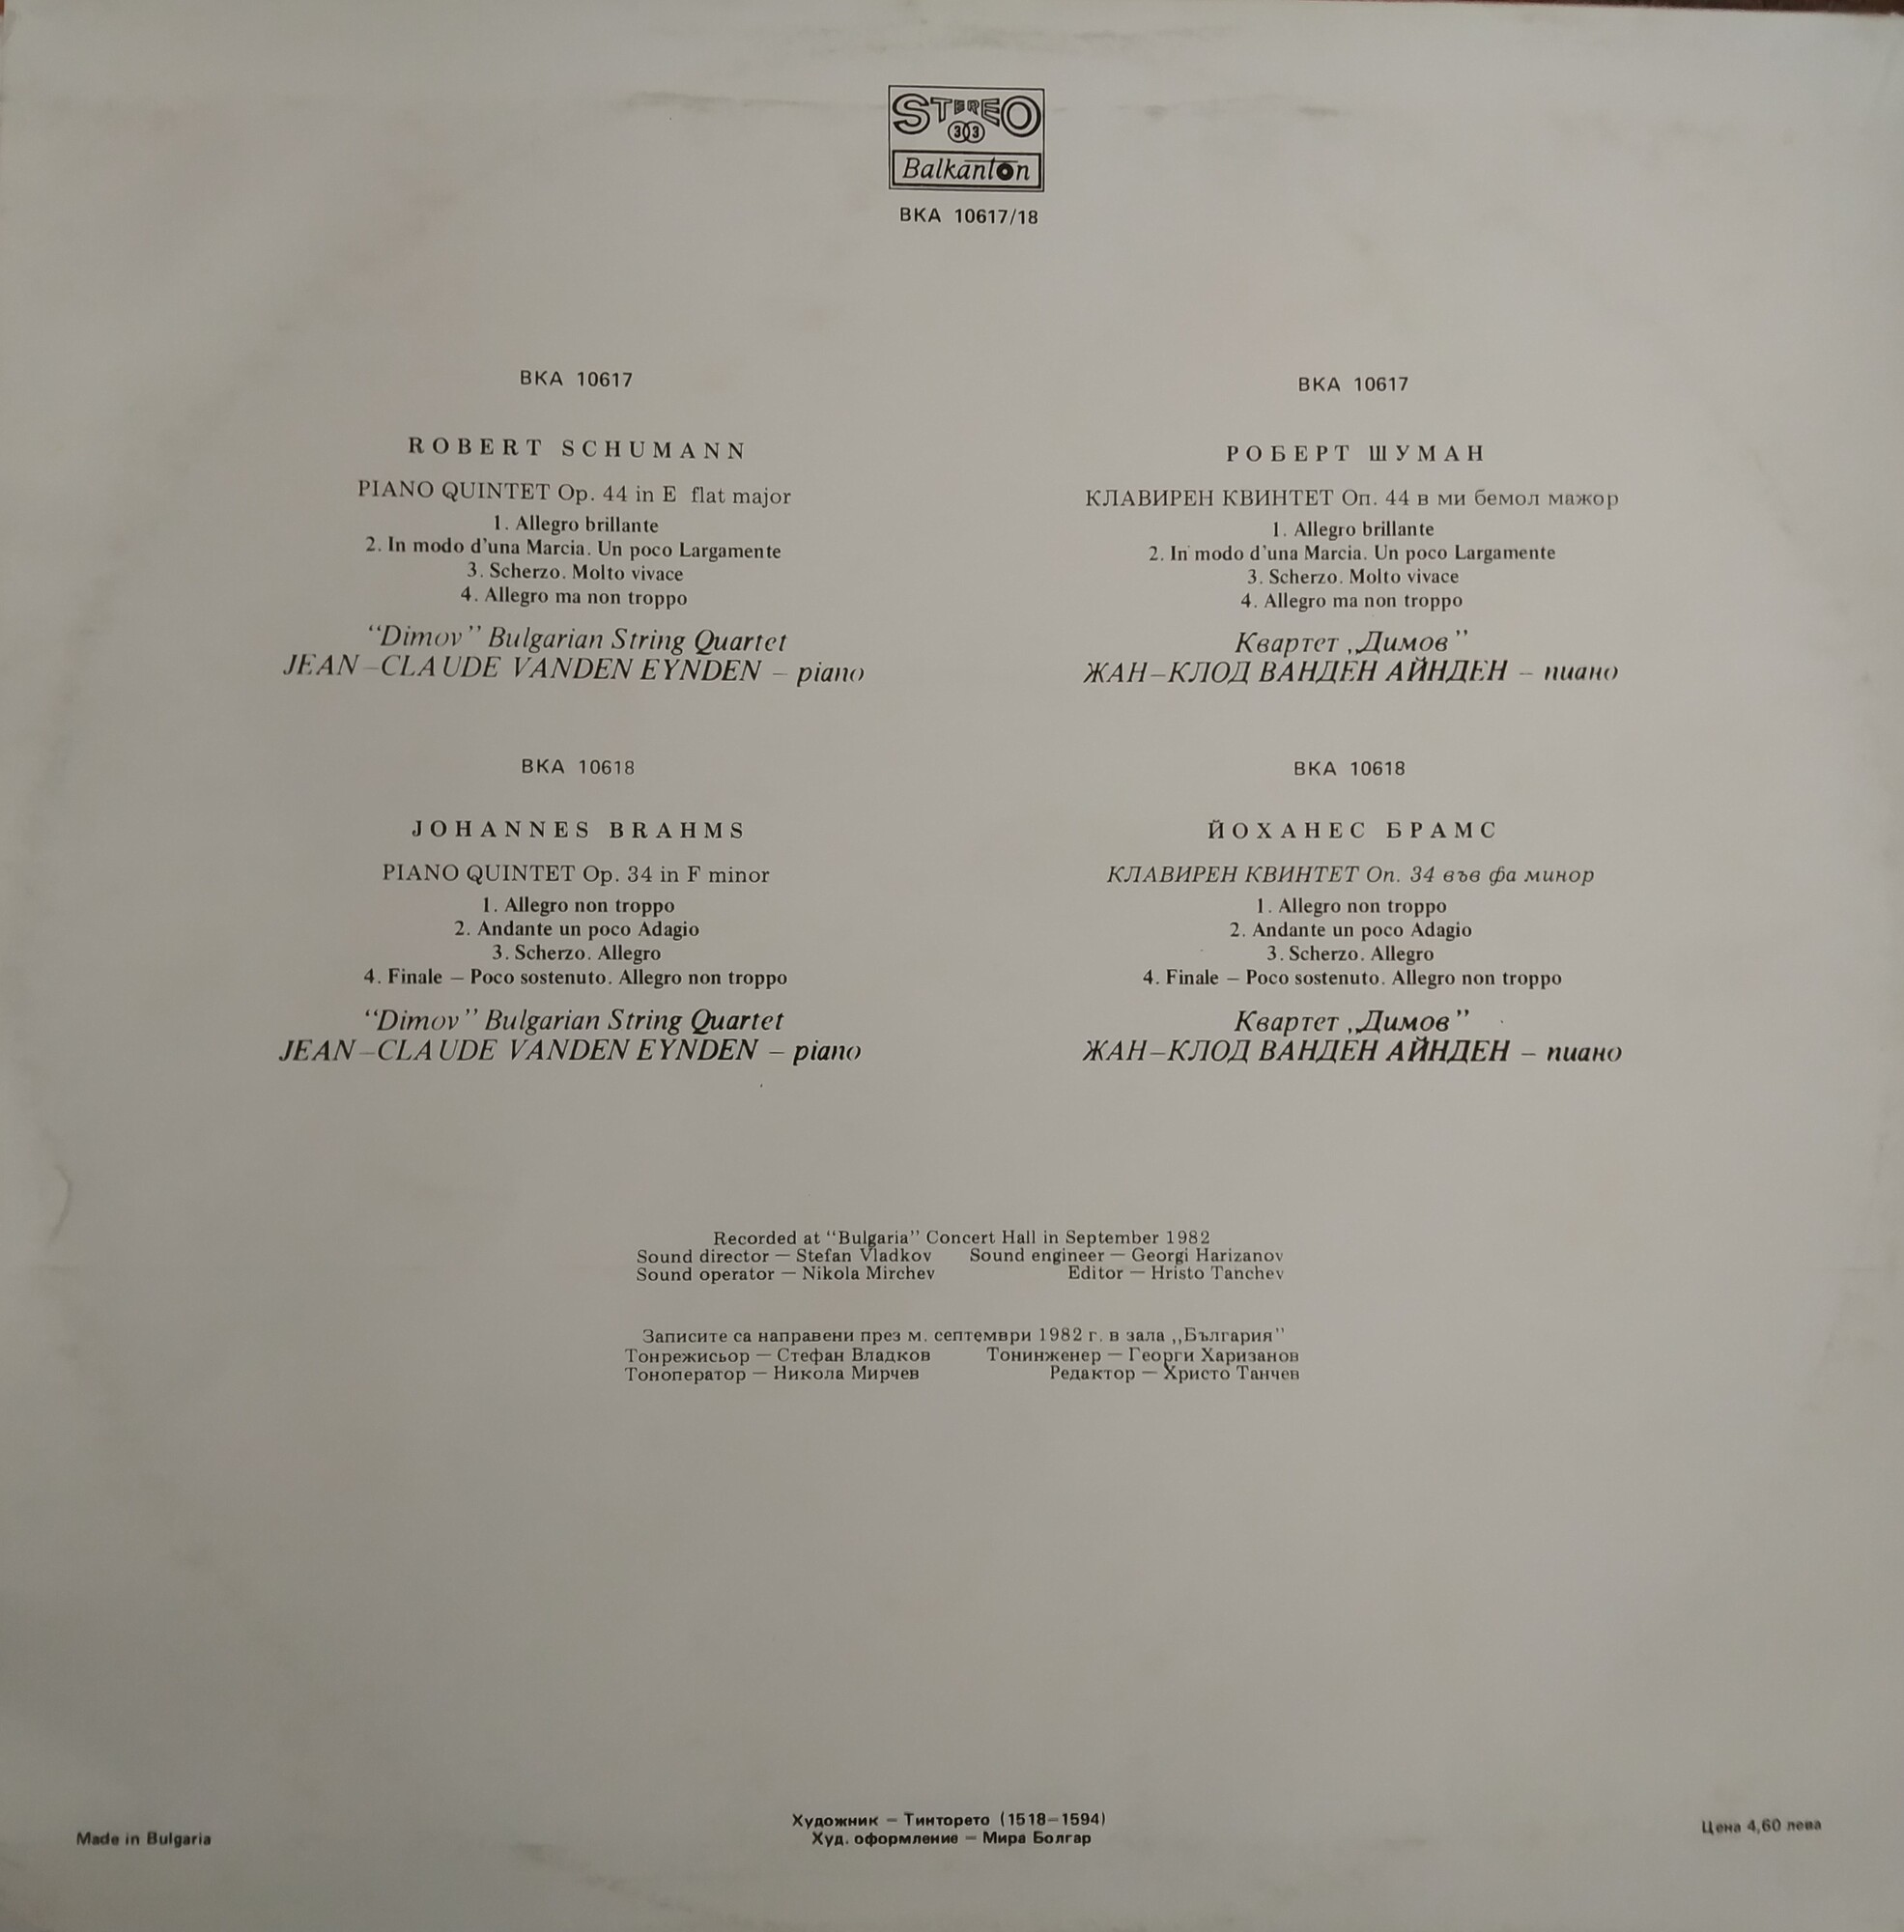 STEREO
33
Balkanton
ВКА 10617/18
ВКА 10617
ROBERT SCHUMANN
PIANO QUINTET Op. 44 in E flat major
1. Allegro brillante
2. In modo d'una Marcia. Un poco Largamente
3. Scherzo. Molto vivace
4. Allegro ma non troppo
“Dimov” Bulgarian String Quartet
JEAN–CLAUDE VANDEN EYNDEN – piano
ВКА 10618
JOHANNES BRAHMS
PIANO QUINTET Op. 34 in F minor
1. Allegro non troppo
2. Andante un poco Adagio
3. Scherzo. Allegro
4. Finale – Poco sostenuto. Allegro non troppo
“Dimov” Bulgarian String Quartet
JEAN–CLAUDE VANDEN EYNDEN – piano
ВКА 10617
РОБЕРТ ШУМАН
КЛАВИРЕН КВИНТЕТ Оп. 44 в ми бемол мажор
1. Allegro brillante
2. In modo d'una Marcia. Un poco Largamente
3. Scherzo. Molto vivace
4. Allegro ma non troppo
Квартет „Димов”
ЖАН–КЛОД ВАНДЕН АЙНДЕН – пиано
ВКА 10618
ЙОХАНЕС БРАМС
КЛАВИРЕН КВИНТЕТ Оп. 34 във фа минор
1. Allegro non troppo
2. Andante un poco Adagio
3. Scherzo. Allegro
4. Finale – Poco sostenuto. Allegro non troppo
Квартет „Димов”
ЖАН–КЛОД ВАНДЕН АЙНДЕН – пиано
Recorded at “Bulgaria” Concert Hall in September 1982
Sound director — Stefan Vladkov Sound engineer — Georgi Harizanov
Sound operator — Nikola Mirchev Editor — Hristo Tanchev
Записите са направени през м. септември 1982 г. в зала „България”
Тонрежисьор — Стефан Владков Тонинженер — Георги Харизанов
Тоноператор — Никола Мирчев Редактор — Христо Танчев
Художник – Тинторето (1518–1594)
Худ. оформление – Мира Болгар
Made in Bulgaria
Цена 4,60 лева